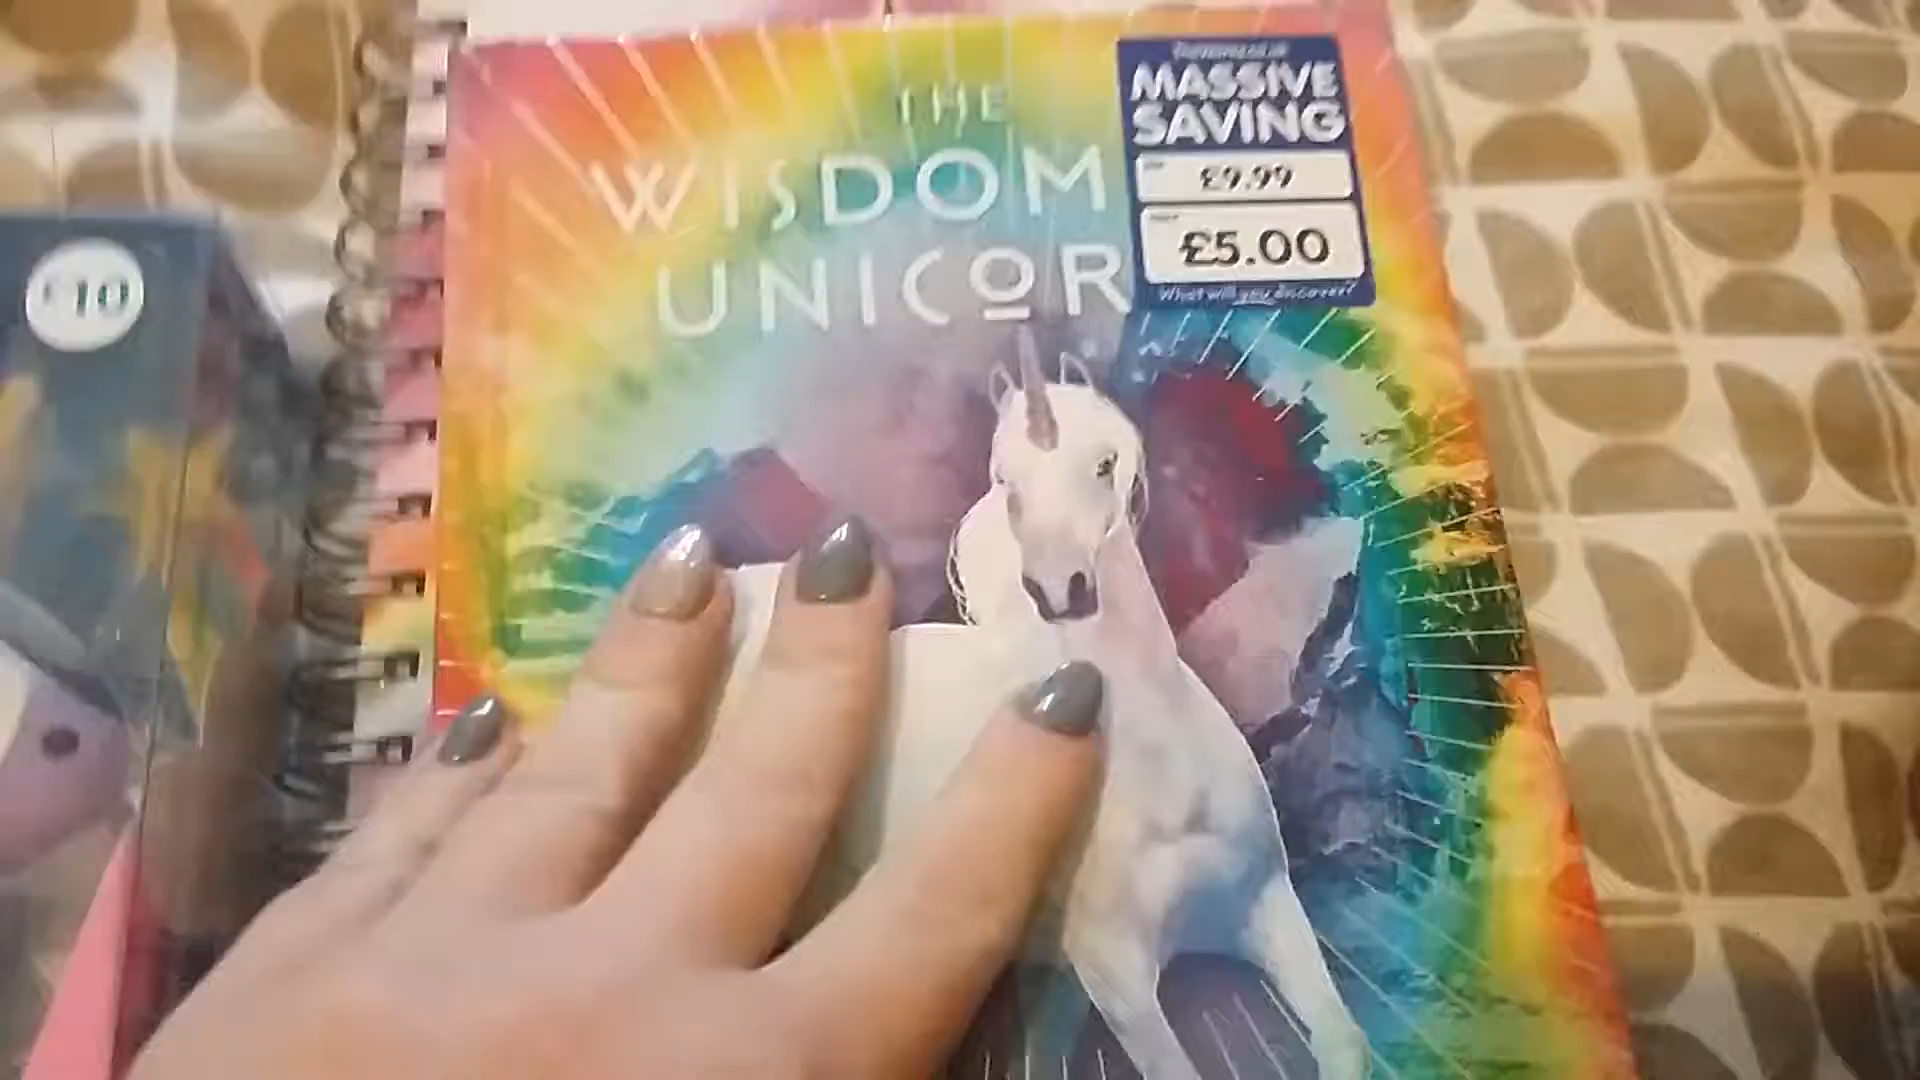 THE
WISDOM
UNICOR
MASSIVE
SAVING
£9.99
£5.00
What will you discover?
£10